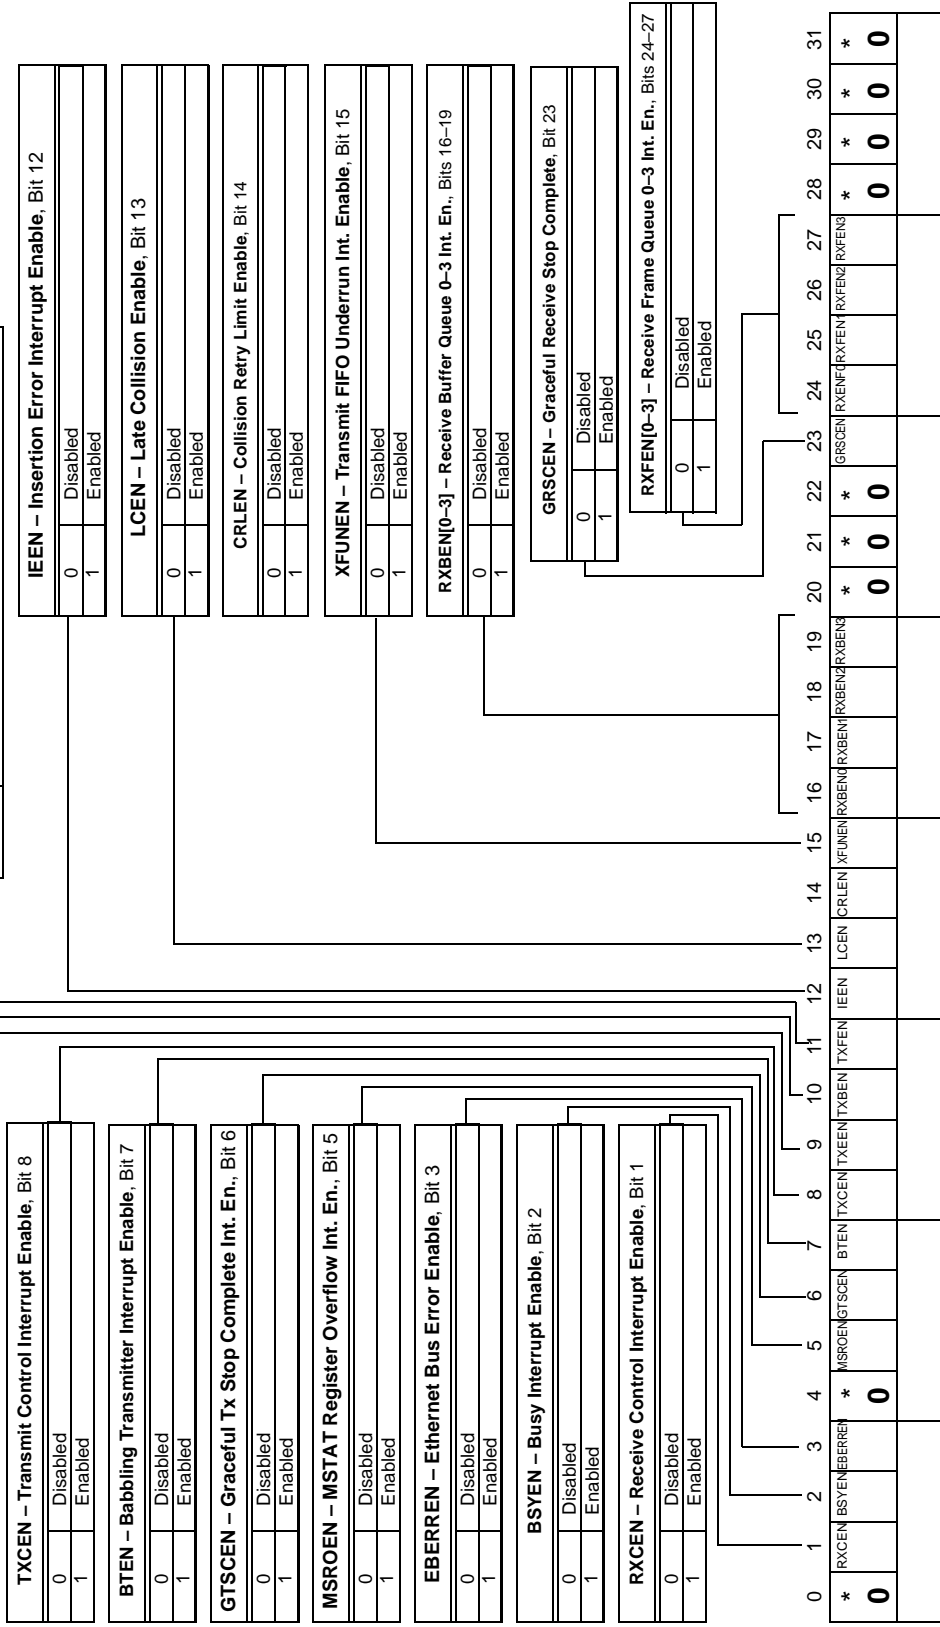 IEEN – Insertion Error Interrupt Enable, Bit 12
0 Disabled
1 Enabled
LCEN – Late Collision Enable, Bit 13
0 Disabled
1 Enabled
CRLEN – Collision Retry Limit Enable, Bit 14
0 Disabled
1 Enabled
XFUNEN – Transmit FIFO Underrun Int. Enable, Bit 15
0 Disabled
1 Enabled
RXBEN[0–3] – Receive Buffer Queue 0–3 Int. En., Bits 16–19
0 Disabled
1 Enabled
GRSCEN – Graceful Receive Stop Complete, Bit 23
0 Disabled
1 Enabled
RXFEN[0–3] – Receive Frame Queue 0–3 Int. En., Bits 24–27
0 Disabled
1 Enabled
TXCEN – Transmit Control Interrupt Enable, Bit 8
0 Disabled
1 Enabled
BTEN – Babbling Transmitter Interrupt Enable, Bit 7
0 Disabled
1 Enabled
GTSCEN – Graceful Tx Stop Complete Int. En., Bit 6
0 Disabled
1 Enabled
MSROEN – MSTAT Register Overflow Int. En., Bit 5
0 Disabled
1 Enabled
EBERREN – Ethernet Bus Error Enable, Bit 3
0 Disabled
1 Enabled
BSYEN – Busy Interrupt Enable, Bit 2
0 Disabled
1 Enabled
RXCEN – Receive Control Interrupt Enable, Bit 1
0 Disabled
1 Enabled
0 1 2 3 4 5 6 7 8 9 10 11 12 13 14 15 16 17 18 19 20 21 22 23 24 25 26 27 28 29 30 31
* RXCEN BSYEN EBERREN * MSROEN GTSCEN BTEN TXCEN TXEEN TXBEN TXFEN IEEN LCEN CRLEN XFUNEN RXBEN0 RXBEN1 RXBEN2 RXBEN3 * * * GRSCEN RXENF0 RXFEN1 RXFEN2 RXFEN3 * * * *
0 0 0 0 0 0 0 0 0